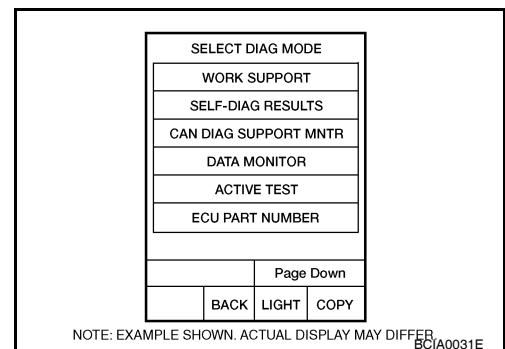 SELECT DIAG MODE
WORK SUPPORT
SELF-DIAG RESULTS
CAN DIAG SUPPORT MNTR
DATA MONITOR
ACTIVE TEST
ECU PART NUMBER
Page Down
BACK LIGHT COPY
NOTE: EXAMPLE SHOWN. ACTUAL DISPLAY MAY DIFFER.
BCIA0031E